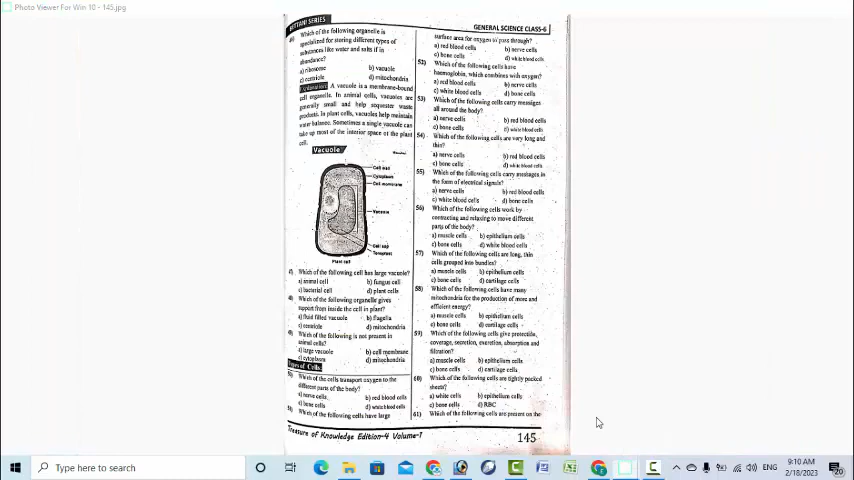 Photo Viewer For Win 10 - 145.jpg
BRITTANI SERIES
GENERAL SCIENCE CLASS-6
46) Which of the following organelle is
specialized for storing different types of
substances like water and salts if in
abundance?
a) ribosome b) vacuole
c) centriole d) mitochondria
Explanation: A vacuole is a membrane-bound
cell organelle. In animal cells, vacuoles are
generally small and help sequester waste
products. In plant cells, vacuoles help maintain
water balance. Sometimes a single vacuole can
take up most of the interior space of the plant
cell.
Vacuole
Cell wall
Cytoplasm
Cell membrane
Vacuole
Cell sap
Tonoplast
Plant cell
Which of the following cell has large vacuole?
a) animal cell b) fungus cell
c) bacterial cell d) plant cells
Which of the following organelle gives
support from inside the cell in plant?
a) fluid filled vacuole b) flagella
c) centriole d) mitochondria
Which of the following is not present in
animal cells?
large vacuole b) cell membrane
c) cytoplasm d) mitochondria
Types of Cells:
50) Which of the cells transport oxygen to the
different parts of the body?
a) nerve cells b) red blood cells
c) bone cells d) white blood cells
51) Which of the following cells have large
surface area for oxygen to pass through?
a) red blood cells b) nerve cells
c) bone cells d) white blood cells
52) Which of the following cells have
haemoglobin, which combines with oxygen?
a) red blood cells b) nerve cells
c) white blood cells d) bone cells
53) Which of the following cells carry messages
all around the body?
a) nerve cells b) red blood cells
c) bone cells d) white blood cells
54) Which of the following cells are very long and
thin?
a) nerve cells b) red blood cells
c) bone cells d) white blood cells
55) Which of the following cells carry messages in
the form of electrical signals?
a) nerve cells b) red blood cells
c) white blood cells d) bone cells
56) Which of the following cells work by
contracting and relaxing to move different
parts of the body?
a) muscle cells b) epithelium cells
c) bone cells d) white blood cells
57) Which of the following cells are long, thin
cells grouped into bundles?
a) muscle cells b) epithelium cells
c) bone cells d) cartilage cells
58) Which of the following cells have many
mitochondria for the production of more and
efficient energy?
a) muscle cells b) epithelium cells
c) bone cells d) cartilage cells
59) Which of the following cells give protection,
coverage, secretion, excretion, absorption and
filtration?
a) muscle cells b) epithelium cells
c) bone cells d) cartilage cells
60) Which of the following cells are tightly packed
sheets?
a) white cells b) epithelium cells
c) bone cells d) RBC
61) Which of the following cells are present on the
Treasure of Knowledge Edition-4 Volume-1
145
Type here to search
ENG
9:10 AM
2/18/2023
20